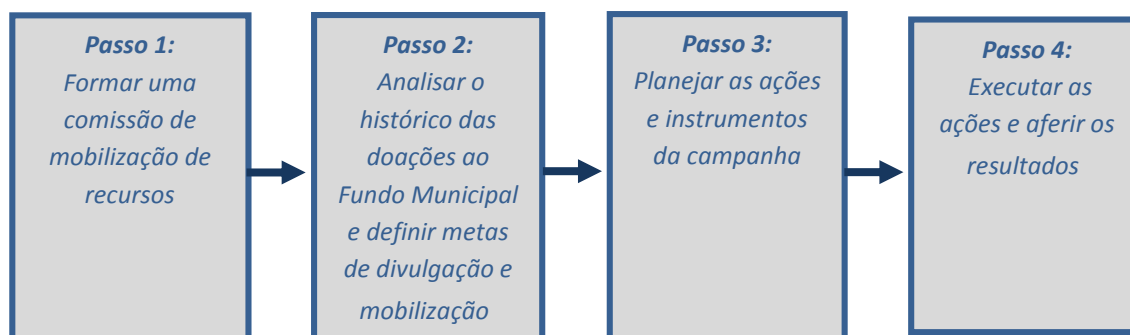 Passo 1:
Formar uma
comissão de
mobilização de
recursos
Passo 2:
Analisar o
histórico das
doações ao
Fundo Municipal
e definir metas
de divulgação e
mobilização
Passo 3:
Planejar as ações
e instrumentos
da campanha
Passo 4:
Executar as
ações e aferir os
resultados